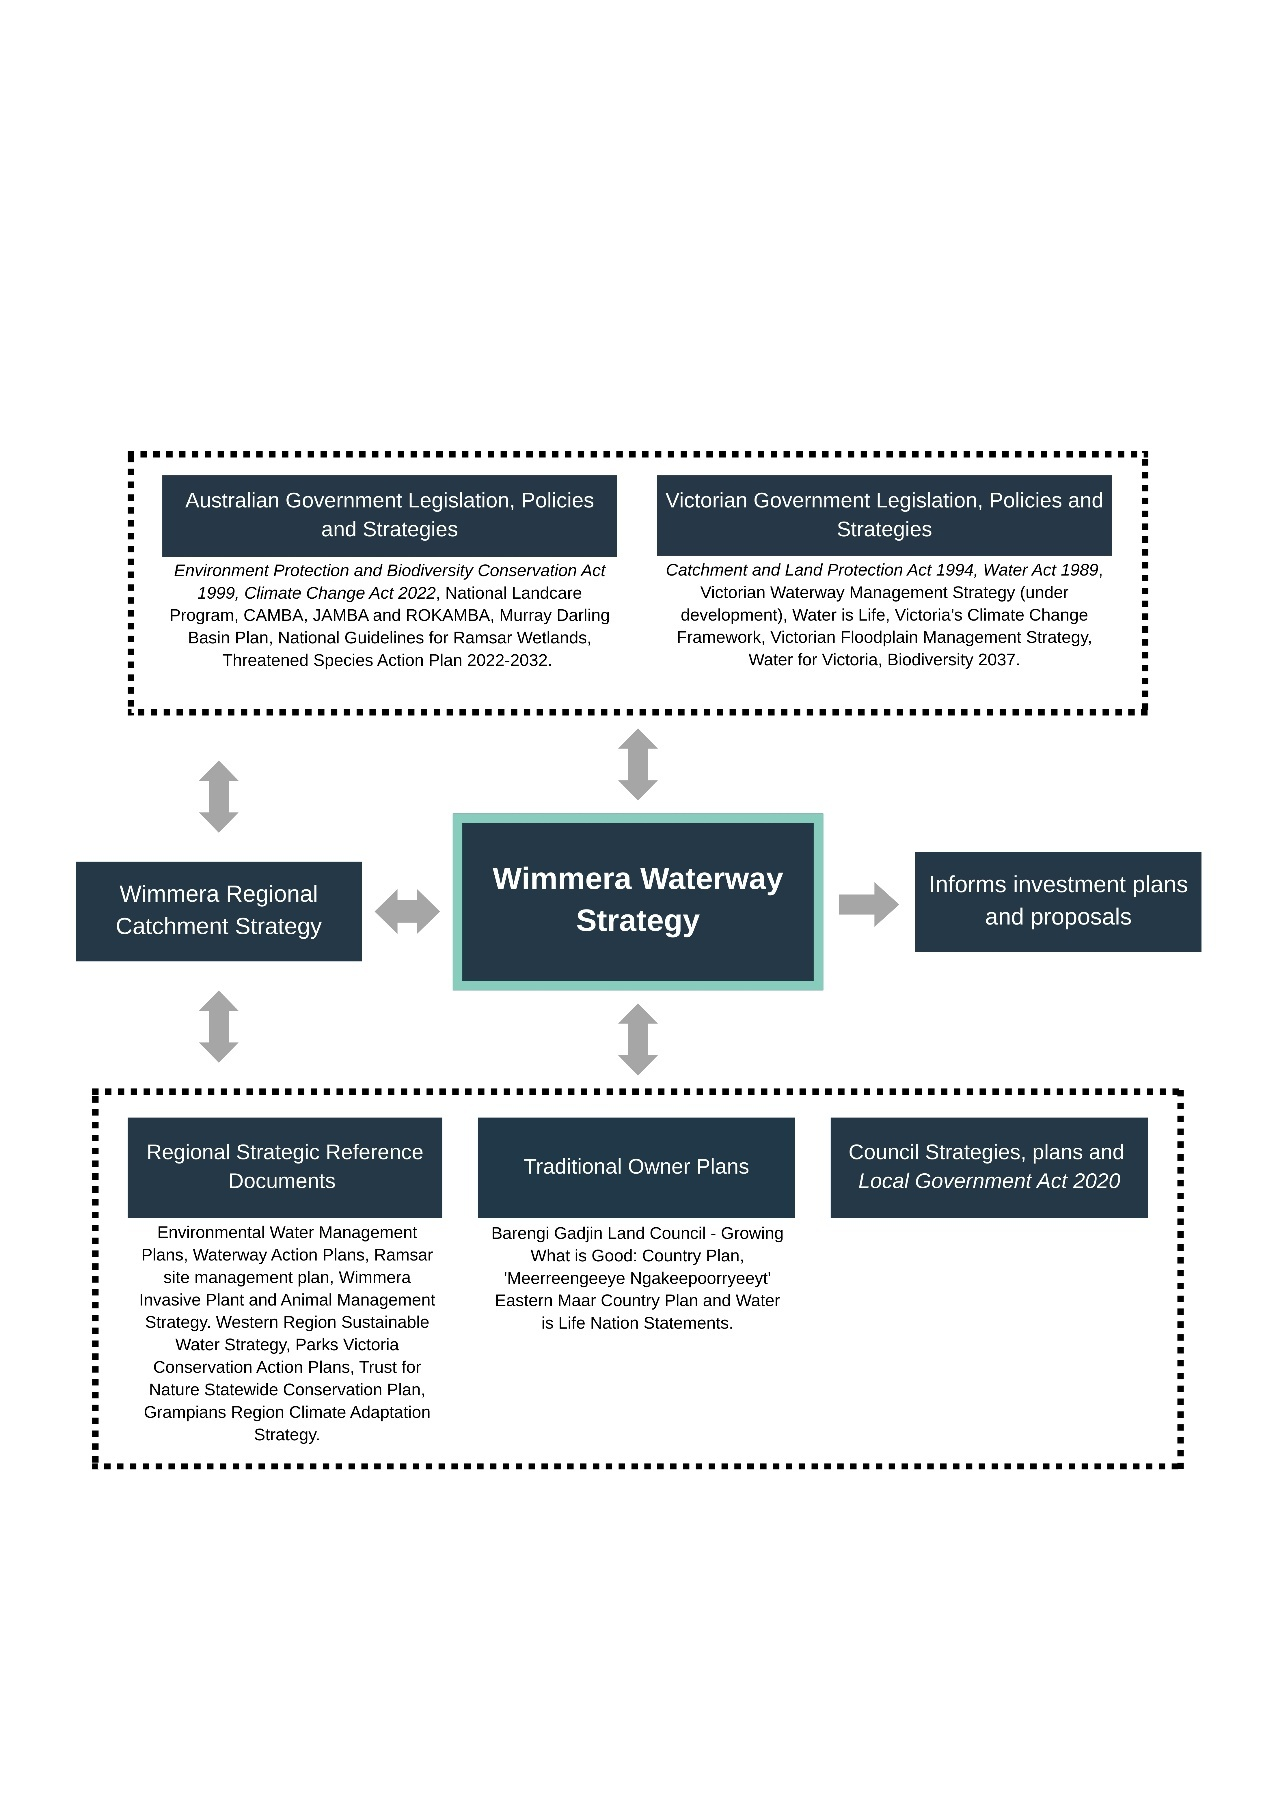 Australian Government Legislation, Policies
and Strategies
Environment Protection and Biodiversity Conservation Act
1999, Climate Change Act 2022, National Landcare
Program, CAMBA, JAMBA and ROKAMBA, Murray Darling
Basin Plan, National Guidelines for Ramsar Wetlands,
Threatened Species Action Plan 2022-2032.
Victorian Government Legislation, Policies and
Strategies
Catchment and Land Protection Act 1994, Water Act 1989,
Victorian Waterway Management Strategy (under
development), Water is Life, Victoria's Climate Change
Framework, Victorian Floodplain Management Strategy,
Water for Victoria, Biodiversity 2037.
Wimmera Regional
Catchment Strategy
Wimmera Waterway
Strategy
Informs investment plans
and proposals
Regional Strategic Reference
Documents
Environmental Water Management
Plans, Waterway Action Plans, Ramsar
site management plan, Wimmera
Invasive Plant and Animal Management
Strategy. Western Region Sustainable
Water Strategy, Parks Victoria
Conservation Action Plans, Trust for
Nature Statewide Conservation Plan,
Grampians Region Climate Adaptation
Strategy.
Traditional Owner Plans
Barengi Gadjin Land Council - Growing
What is Good: Country Plan,
'Meerreengeeye Ngakeepoorryeeyt'
Eastern Maar Country Plan and Water
is Life Nation Statements.
Council Strategies, plans and
Local Government Act 2020